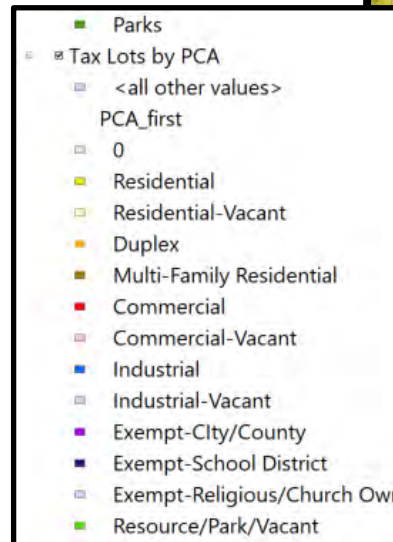 Parks
Tax Lots by PCA
<all other values>
PCA_first
0
Residential
Residential-Vacant
Duplex
Multi-Family Residential
Commercial
Commercial-Vacant
Industrial
Industrial-Vacant
Exempt-CIty/County
Exempt-School District
Exempt-Religious/Church Own
Resource/Park/Vacant